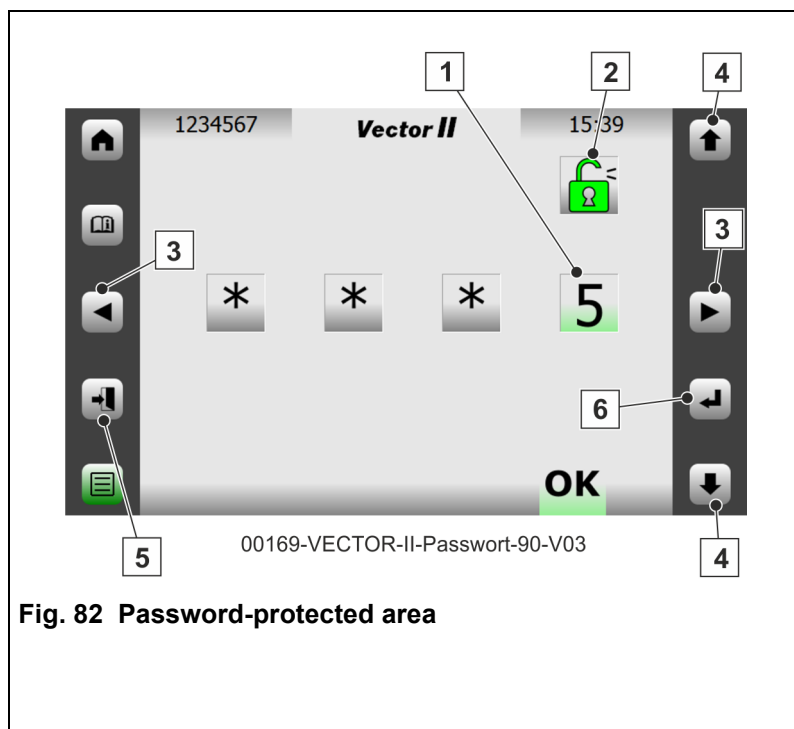 1 2 4
1234567 Vector II 15:39
3 3
* * * 5
6
OK
5 4
00169-VECTOR-II-Passwort-90-V03
Fig. 82 Password-protected area